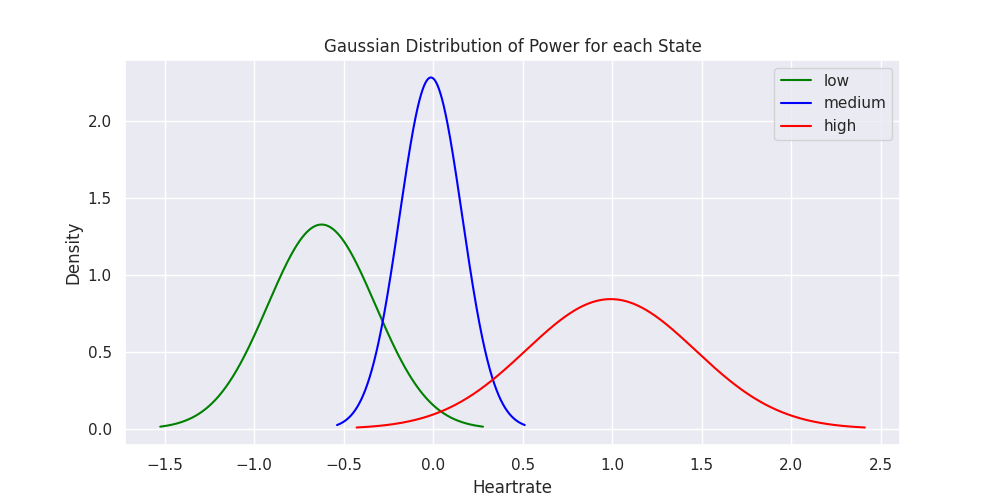 Gaussian Distribution of Power for each State
low
medium
high
Density
2.0
1.5
1.0
0.5
0.0
−1.5 −1.0 −0.5 0.0 0.5 1.0 1.5 2.0 2.5
Heartrate